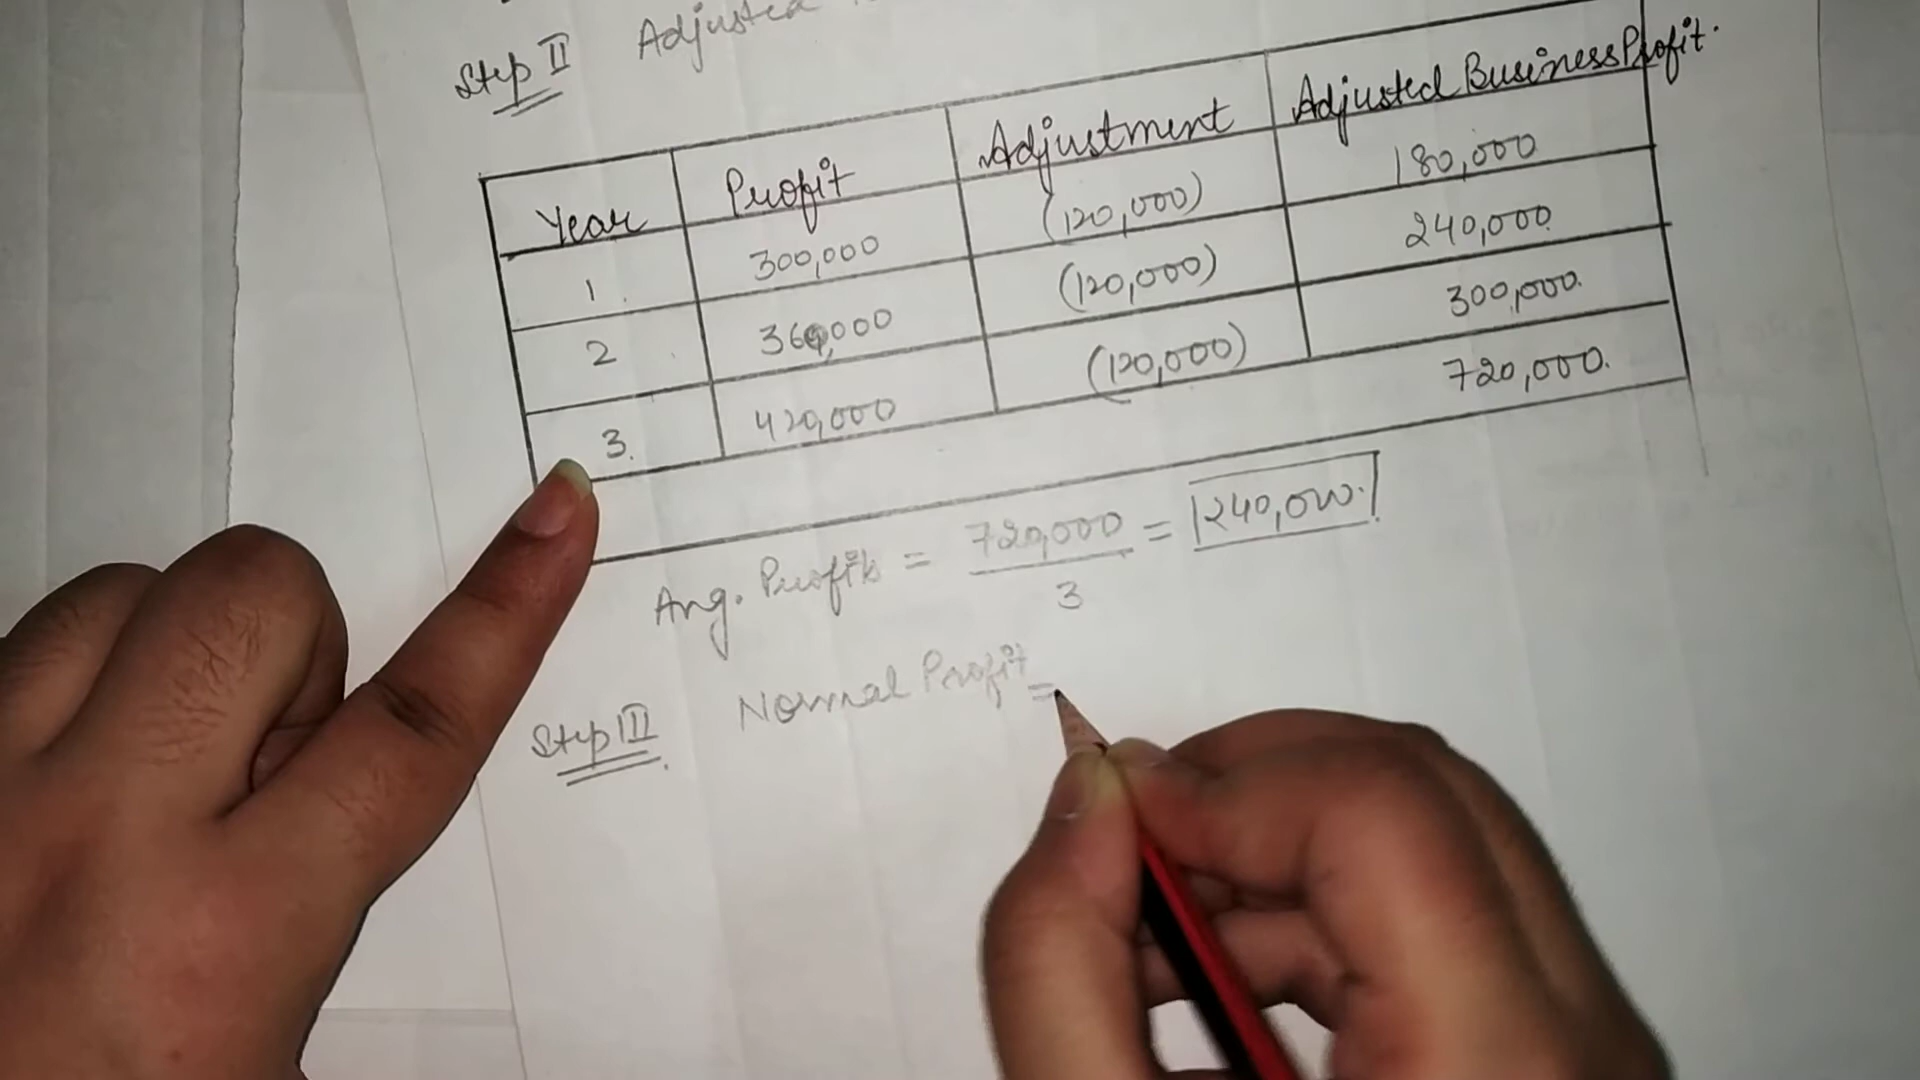 Step II Adjusted
Year Profit Adjustment Adjusted Business Profit.
1. 300,000 (120,000) 180,000
2 360,000 (120,000) 240,000
3. 420,000 (120,000) 300,000.
720,000.
Avg. Profit = 720,000 / 3 = 240,000.
Step III Normal Profit =